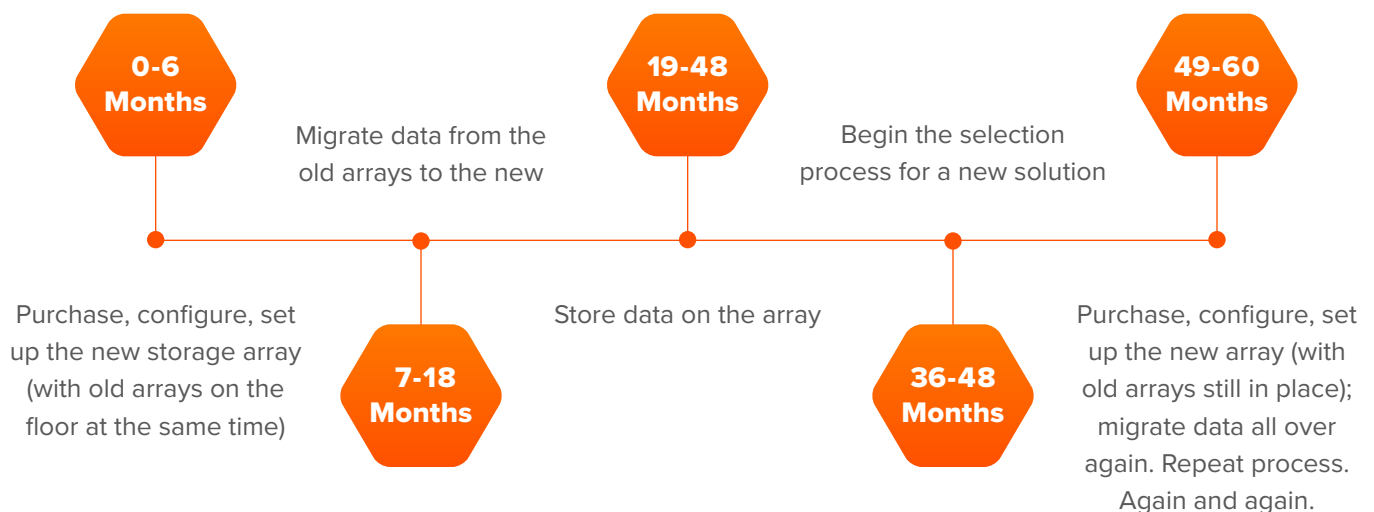 0-6
Months
Purchase, configure, set
up the new storage array
(with old arrays on the
floor at the same time)
Migrate data from the
old arrays to the new
7-18
Months
19-48
Months
Store data on the array
Begin the selection
process for a new solution
36-48
Months
49-60
Months
Purchase, configure, set
up the new array (with
old arrays still in place);
migrate data all over
again. Repeat process.
Again and again.